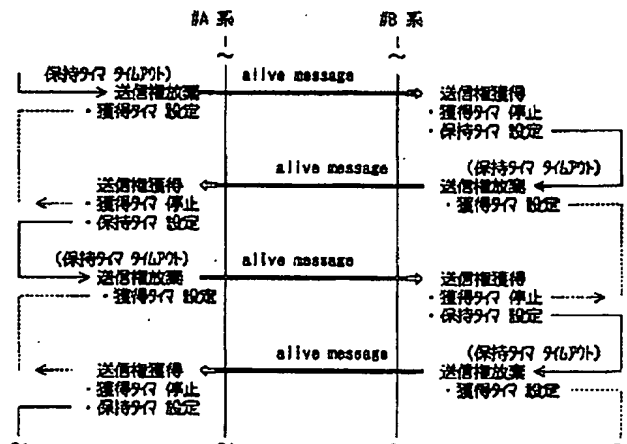 #A 系
#B 系
保持タイマ タイムアウト)
alive message
送信権放棄
・獲得タイマ 設定
送信権獲得
・獲得タイマ 停止
・保持タイマ 設定
alive message
(保持タイマ タイムアウト)
送信権獲得
・獲得タイマ 停止
・保持タイマ 設定
送信権放棄
・獲得タイマ 設定
(保持タイマ タイムアウト)
alive message
送信権放棄
・獲得タイマ 設定
送信権獲得
・獲得タイマ 停止
・保持タイマ 設定
alive message
(保持タイマ タイムアウト)
送信権獲得
・獲得タイマ 停止
・保持タイマ 設定
送信権放棄
・獲得タイマ 設定